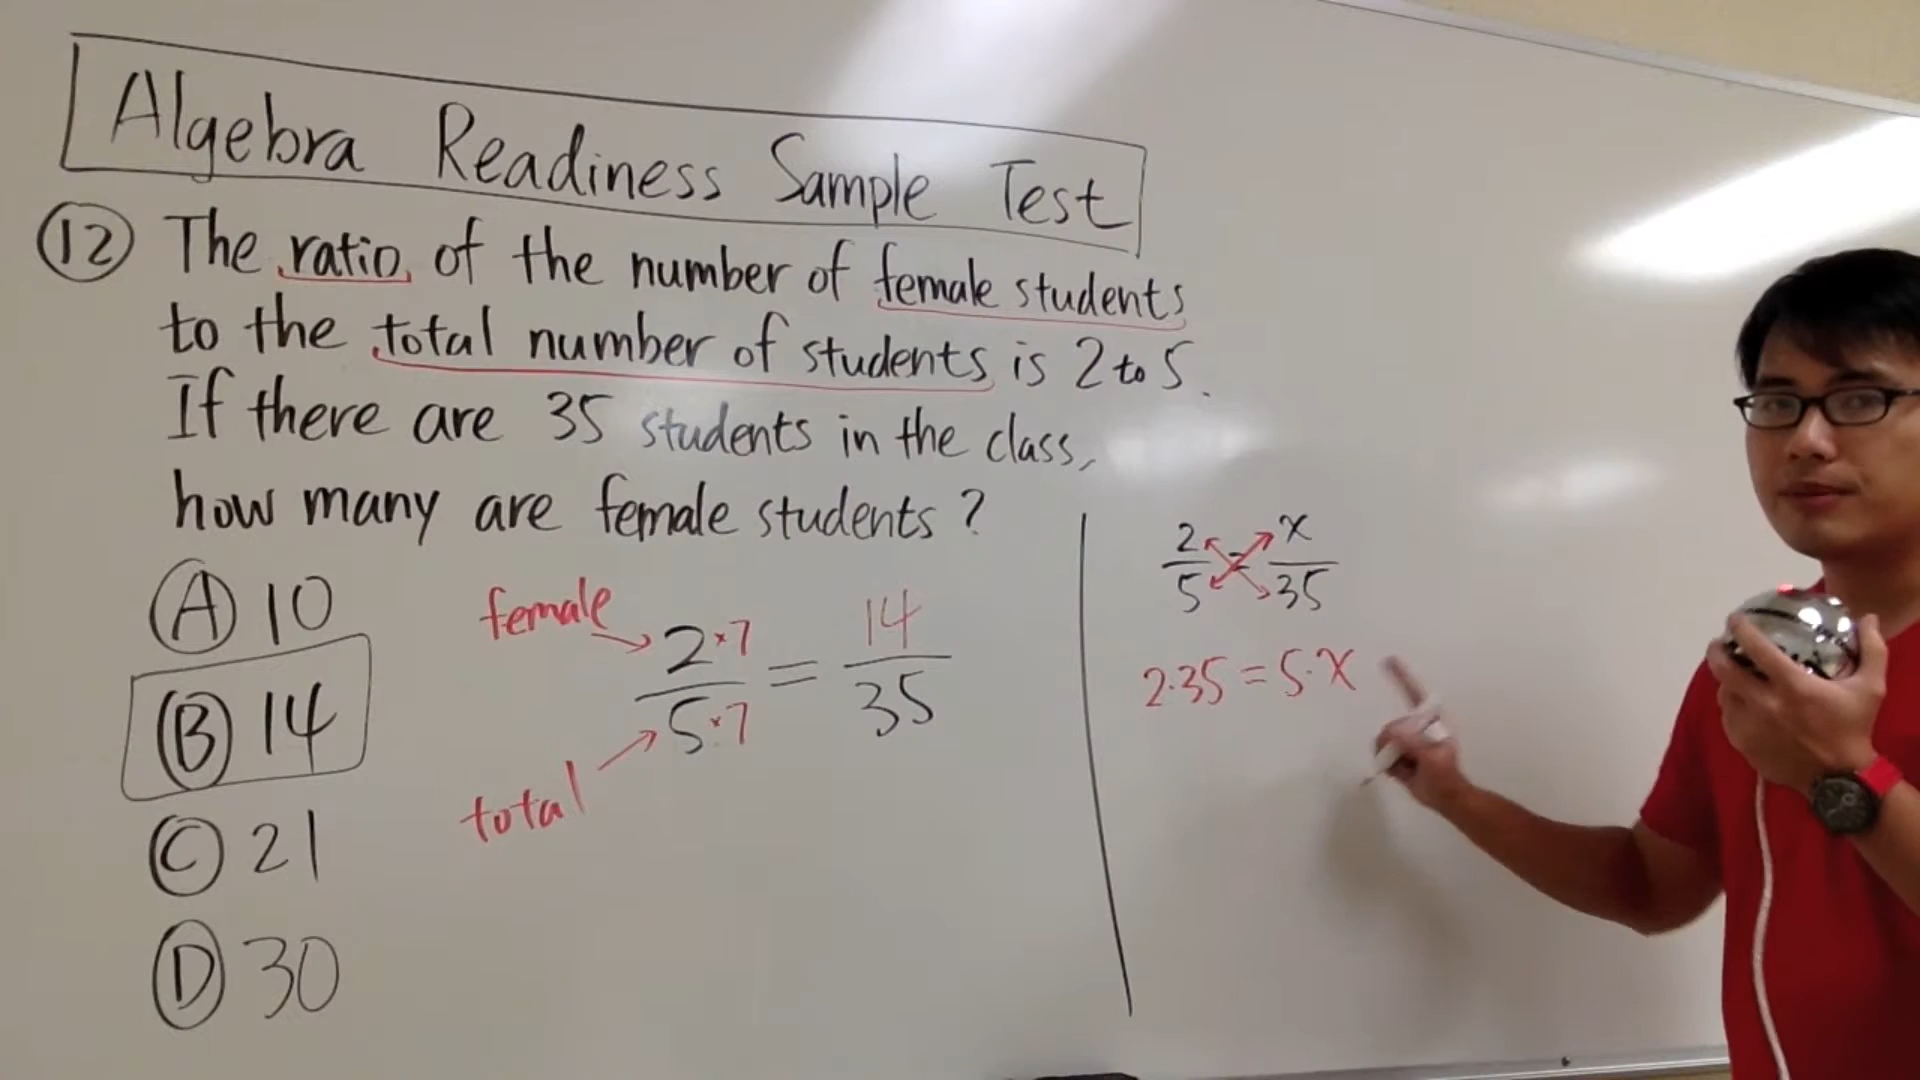 Algebra Readiness Sample Test
12 The ratio of the number of female students
to the total number of students is 2 to 5.
If there are 35 students in the class,
how many are female students?
A 10
B 14
C 21
D 30
female
2×7 = 14
5×7 35
total
2 = x
5 35
2·35 = 5·x